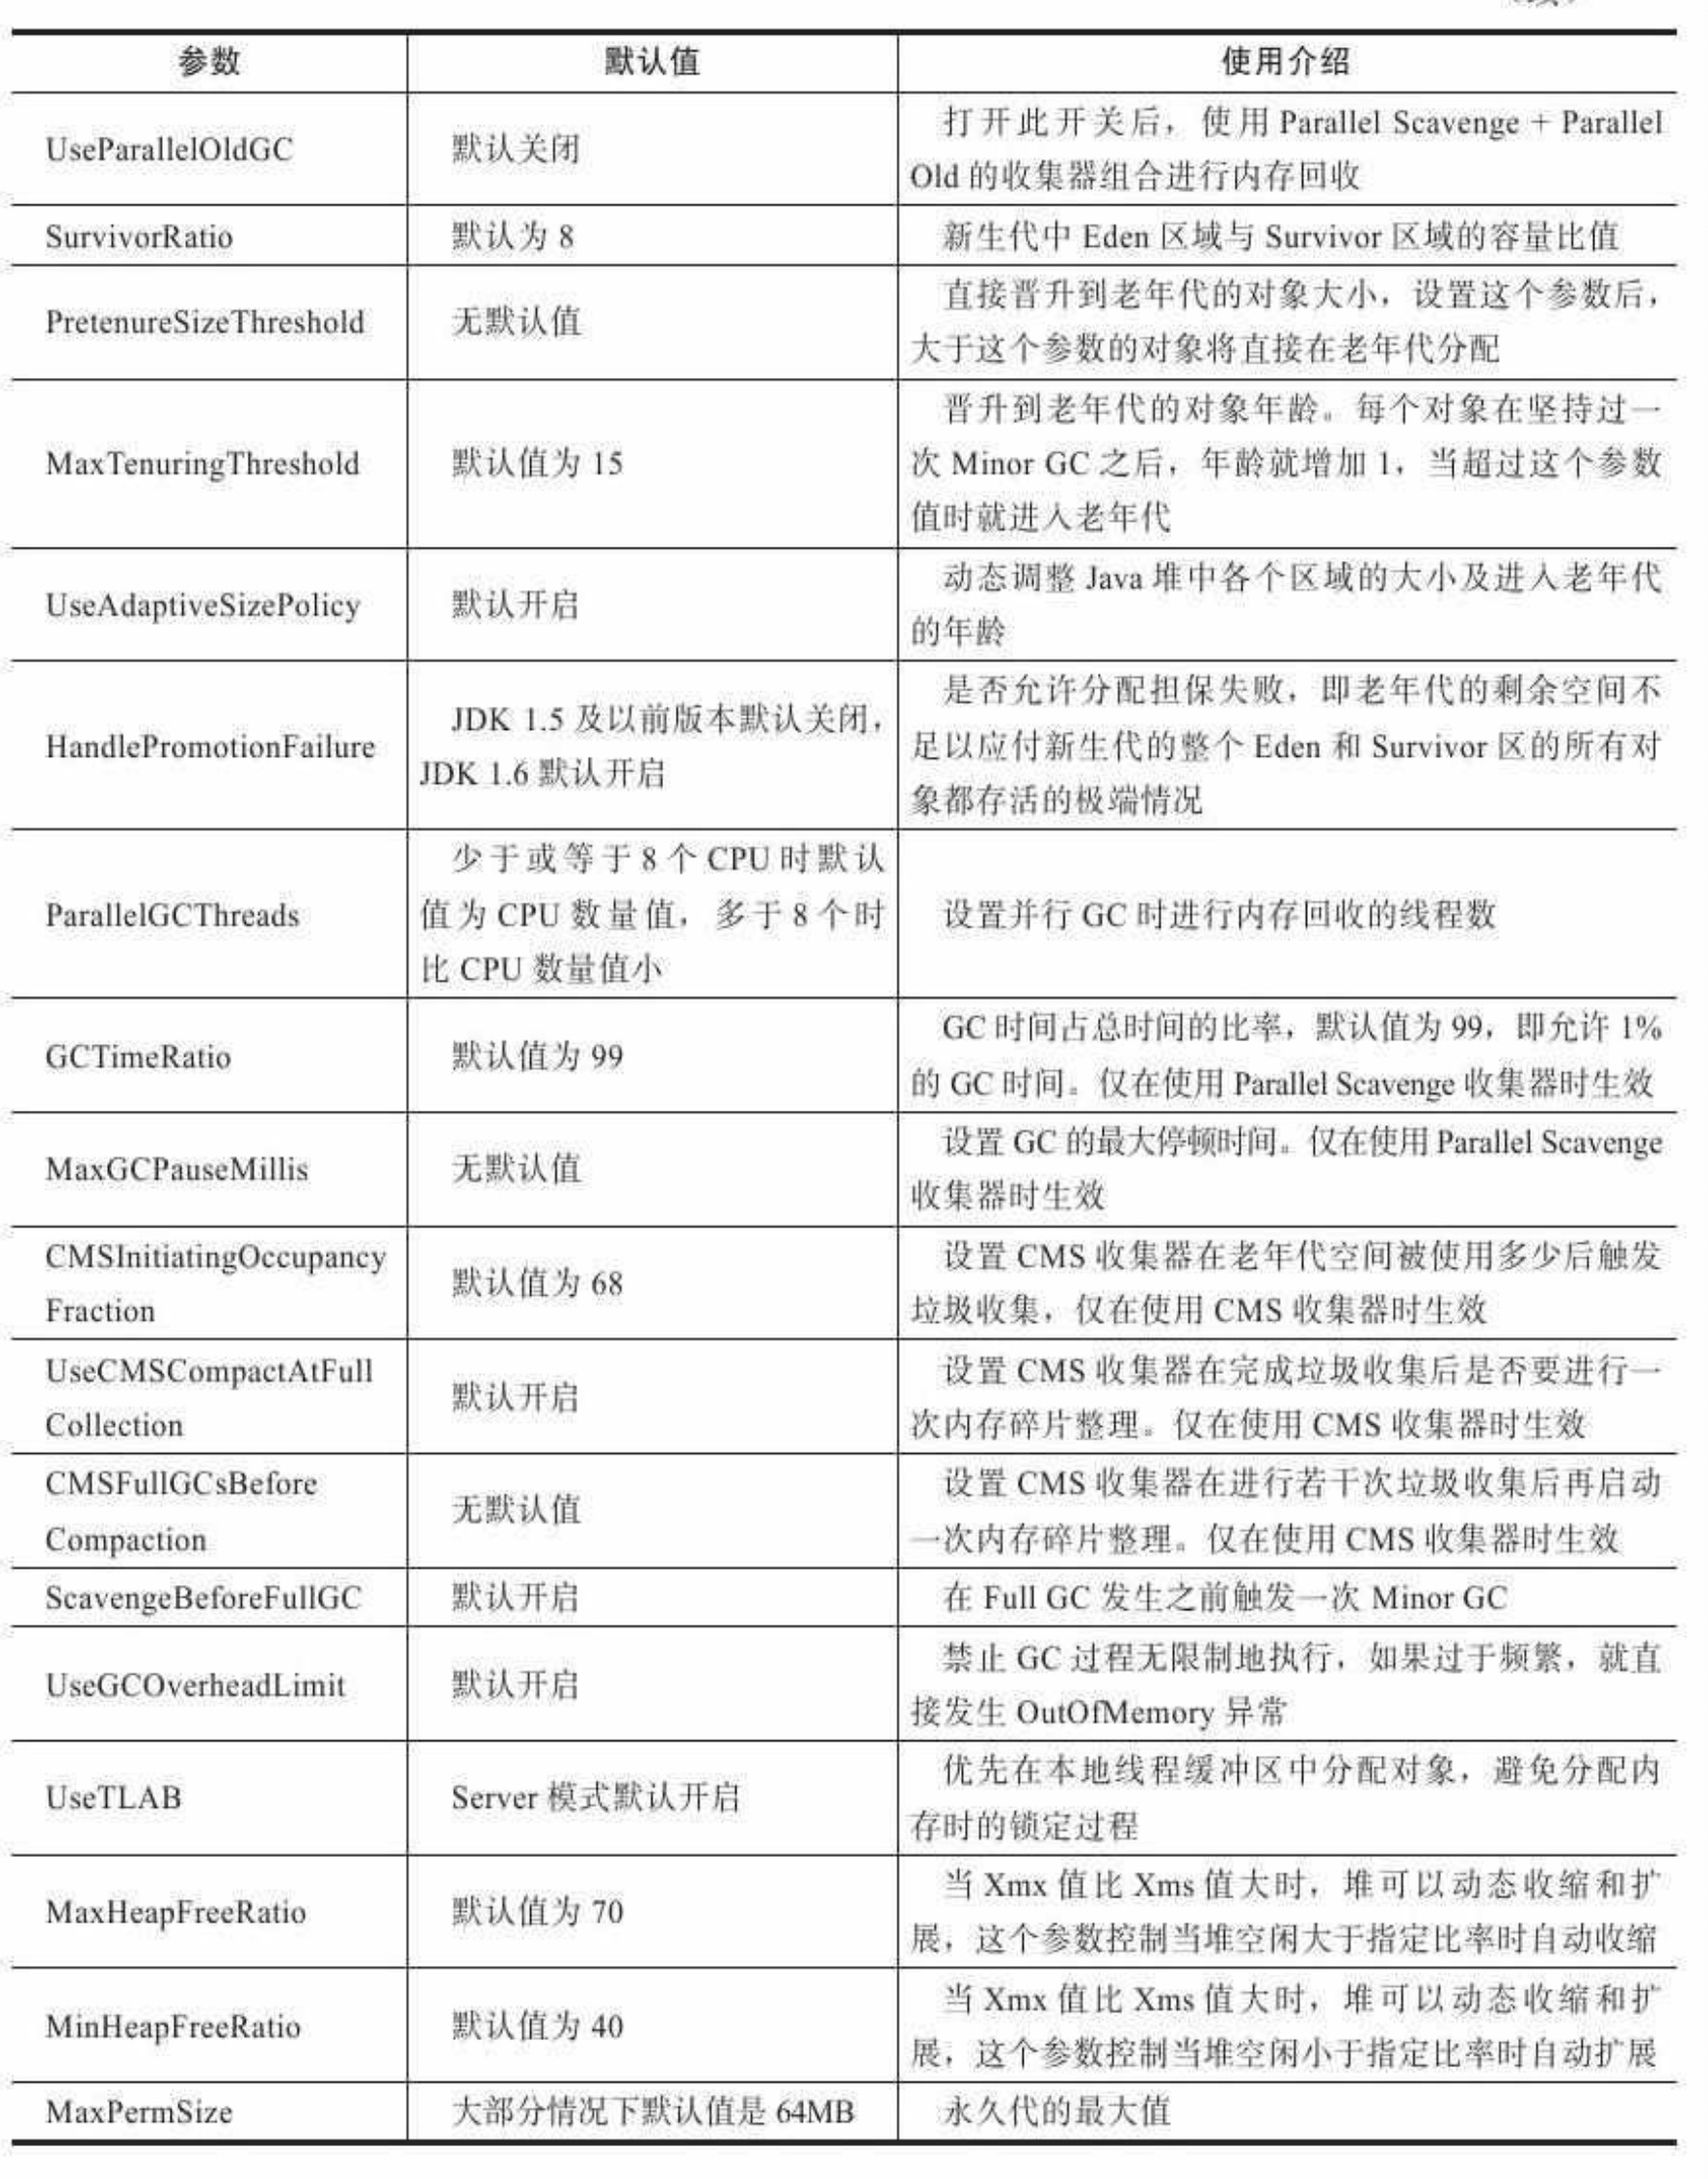 参数 默认值 使用介绍
UseParallelOldGC 默认关闭 打开此开关后，使用 Parallel Scavenge + Parallel
Old 的收集器组合进行内存回收
SurvivorRatio 默认为 8 新生代中 Eden 区域与 Survivor 区域的容量比值
PretenureSizeThreshold 无默认值 直接晋升到老年代的对象大小，设置这个参数后，
大于这个参数的对象将直接在老年代分配
MaxTenuringThreshold 默认值为 15 晋升到老年代的对象年龄。每个对象在坚持过一
次 Minor GC 之后，年龄就增加 1，当超过这个参数
值时就进入老年代
UseAdaptiveSizePolicy 默认开启 动态调整 Java 堆中各个区域的大小及进入老年代
的年龄
HandlePromotionFailure
JDK 1.5 及以前版本默认关闭，
JDK 1.6 默认开启
是否允许分配担保失败，即老年代的剩余空间不
足以应付新生代的整个 Eden 和 Survivor 区的所有对
象都存活的极端情况
ParallelGCThreads
少于或等于 8 个 CPU 时默认
值为 CPU 数量值，多于 8 个时
比 CPU 数量值小
设置并行 GC 时进行内存回收的线程数
GCTimeRatio 默认值为 99 GC 时间占总时间的比率，默认值为 99，即允许 1%
的 GC 时间。仅在使用 Parallel Scavenge 收集器时生效
MaxGCPauseMillis 无默认值 设置 GC 的最大停顿时间。仅在使用 Parallel Scavenge
收集器时生效
CMSInitiatingOccupancy
Fraction
默认值为 68
设置 CMS 收集器在老年代空间被使用多少后触发
垃圾收集，仅在使用 CMS 收集器时生效
UseCMSCompactAtFull
Collection
默认开启
设置 CMS 收集器在完成垃圾收集后是否要进行一
次内存碎片整理。仅在使用 CMS 收集器时生效
CMSFullGCsBefore
Compaction
无默认值
设置 CMS 收集器在进行若干次垃圾收集后再启动
一次内存碎片整理。仅在使用 CMS 收集器时生效
ScavengeBeforeFullGC 默认开启 在 Full GC 发生之前触发一次 Minor GC
UseGCOverheadLimit 默认开启 禁止 GC 过程无限制地执行，如果过于频繁，就直
接发生 OutOfMemory 异常
UseTLAB Server 模式默认开启 优先在本地线程缓冲区中分配对象，避免分配内
存时的锁定过程
MaxHeapFreeRatio 默认值为 70 当 Xmx 值比 Xms 值大时，堆可以动态收缩和扩
展，这个参数控制当堆空闲大于指定比率时自动收缩
MinHeapFreeRatio 默认值为 40 当 Xmx 值比 Xms 值大时，堆可以动态收缩和扩
展，这个参数控制当堆空闲小于指定比率时自动扩展
MaxPermSize 大部分情况下默认值是 64MB 永久代的最大值